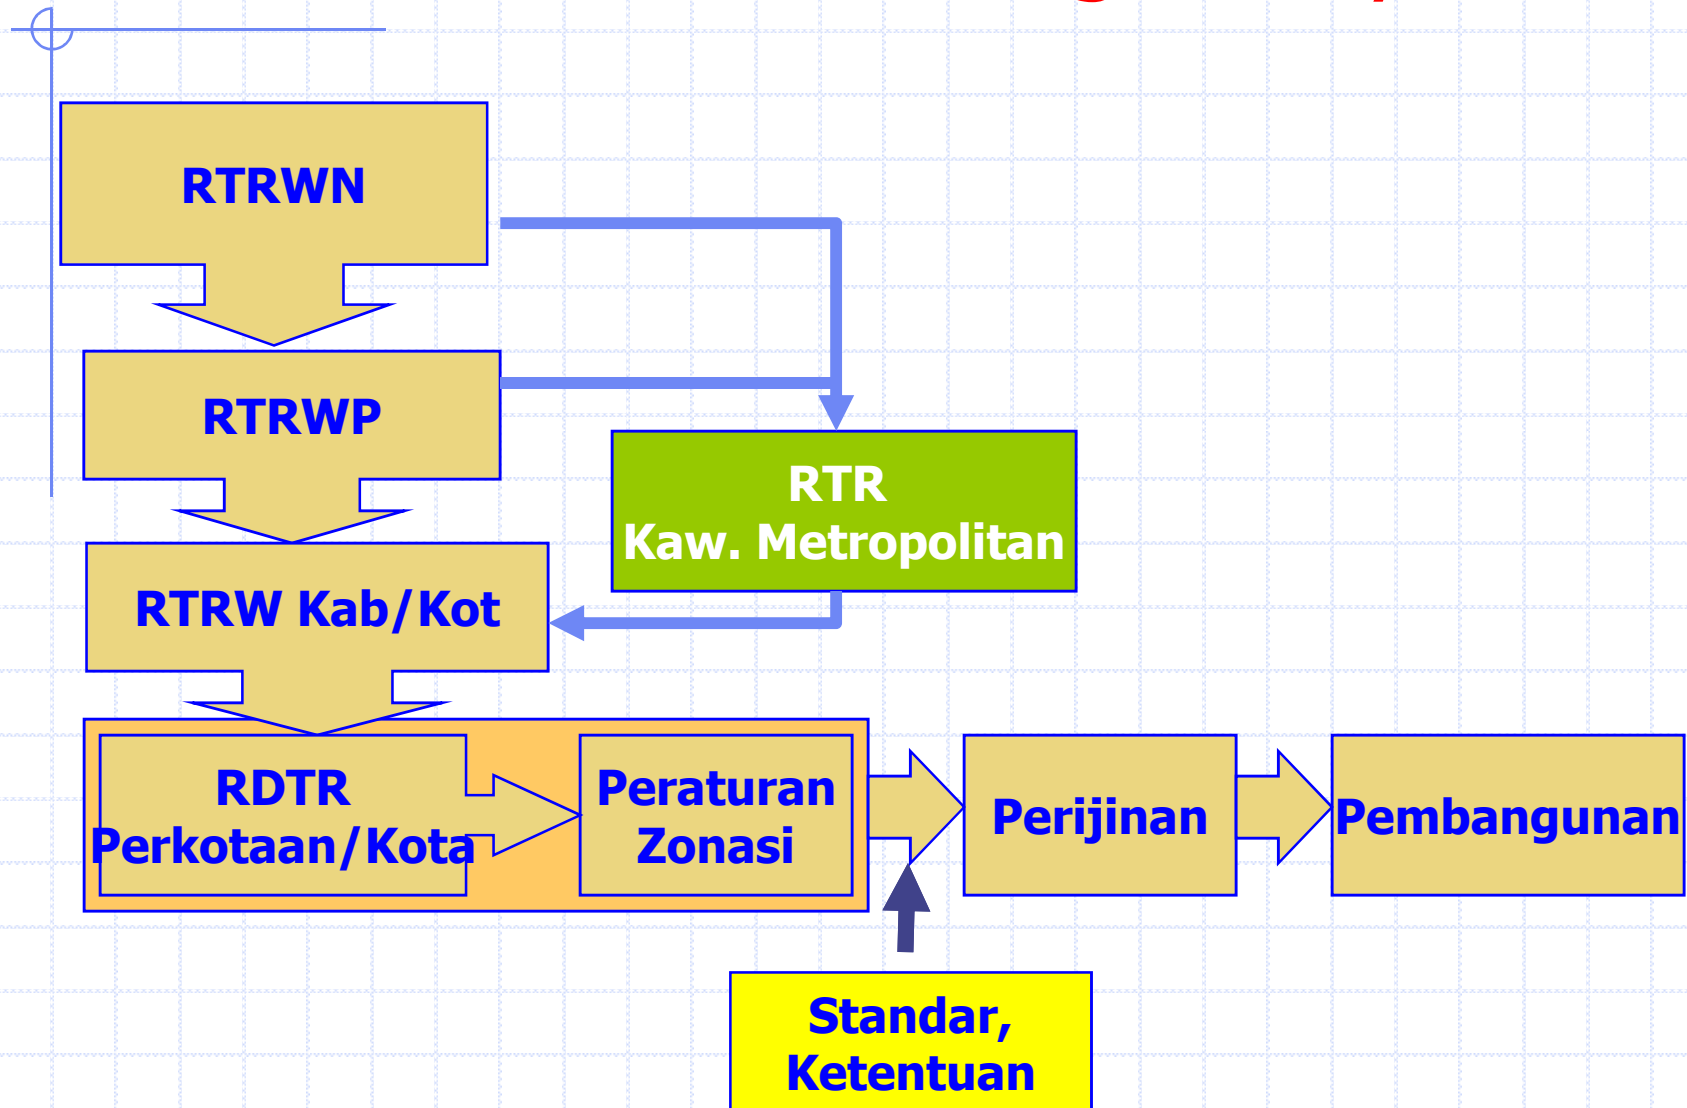 RTRWN
RTRWP
RTR
Kaw. Metropolitan
RTRW Kab/Kot
RDTR
Perkotaan/Kota
Peraturan
Zonasi
Perijinan
Pembangunan
Standar,
Ketentuan